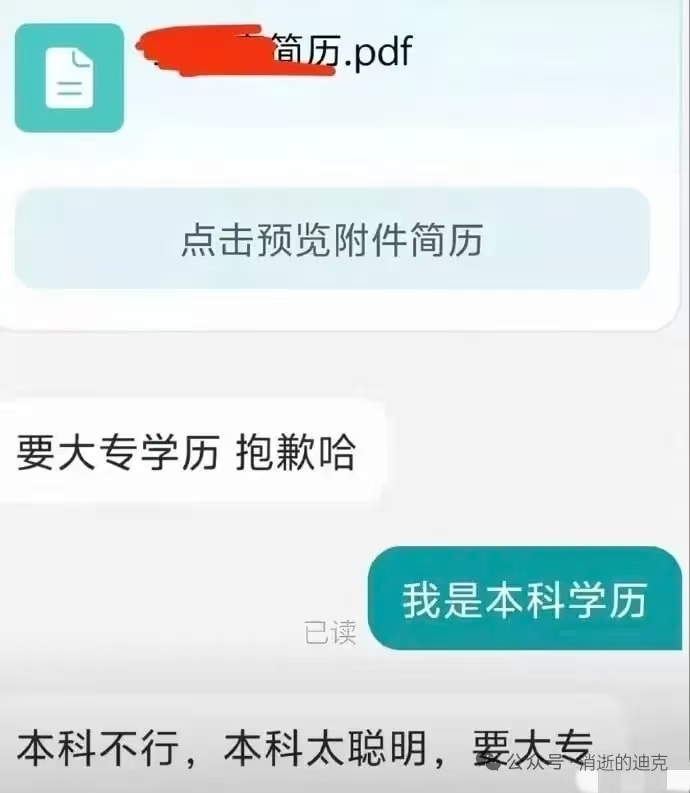 简历.pdf
点击预览附件简历
要大专学历 抱歉哈
我是本科学历
已读
本科不行，本科太聪明，要大专
公众号·消逝的迪克